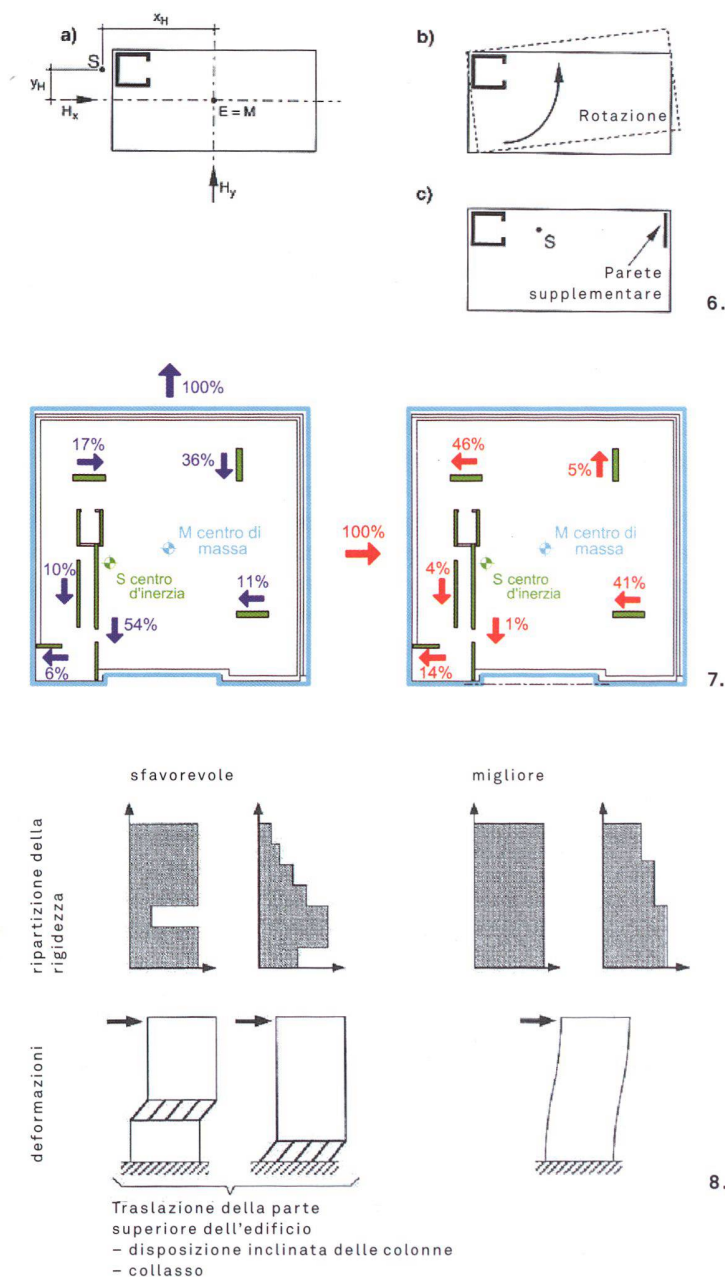 x_H
a)
S
y_H
H_x
E = M
H_y
b)
Rotazione
c)
S
Parete
supplementare
6.
100%
17%
36%
M centro di
massa
S centro
d'inerzia
10%
11%
54%
6%
100%
46%
5%
M centro di
massa
S centro
d'inerzia
4%
41%
1%
14%
7.
sfavorevole
migliore
ripartizione della
rigidezza
deformazioni
8.
Traslazione della parte
superiore dell'edificio
– disposizione inclinata delle colonne
– collasso